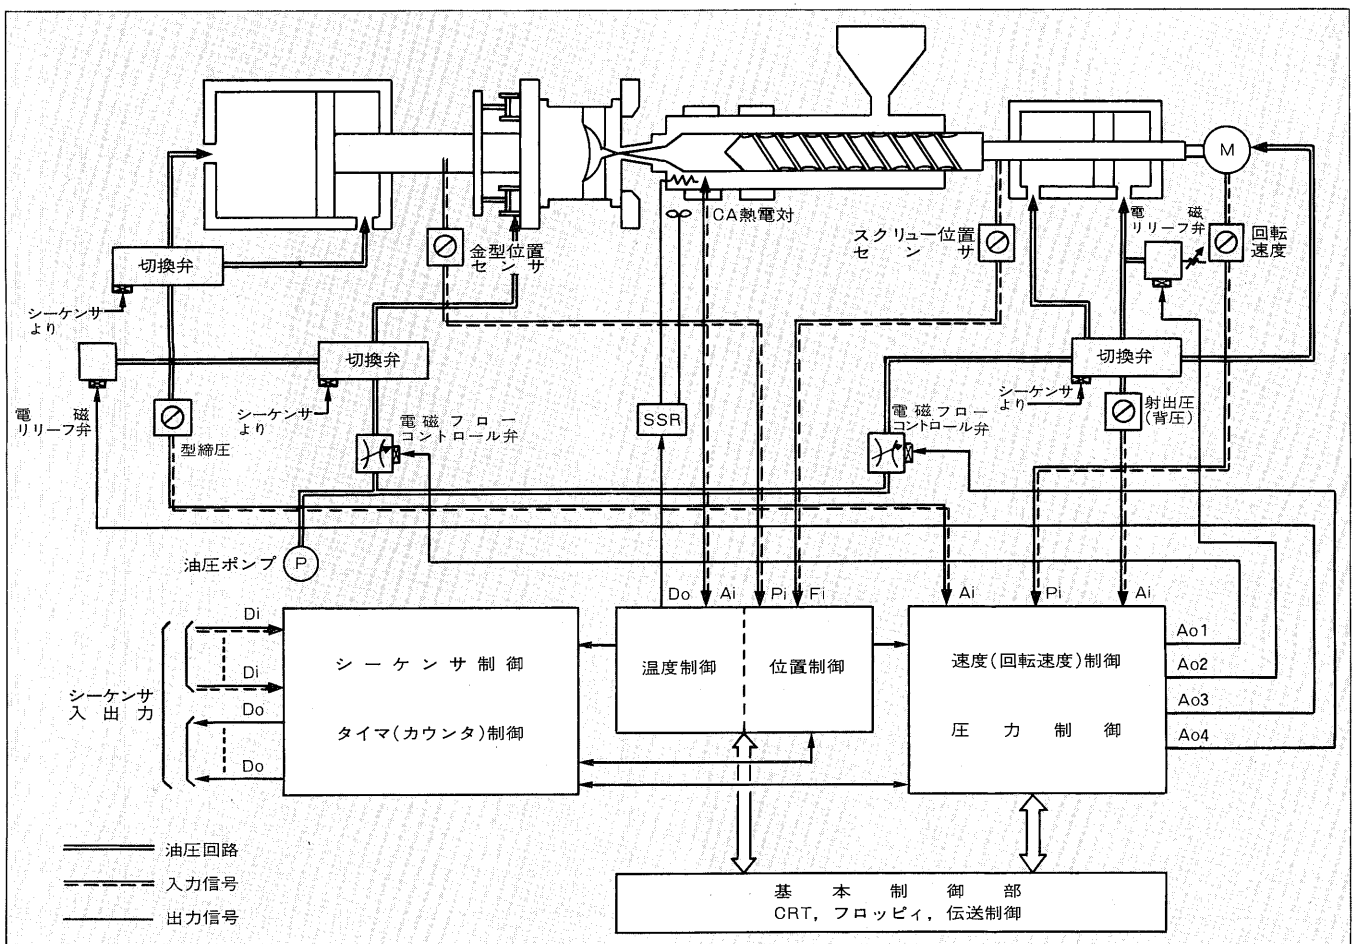 M
CA熱電対
電磁
リリーフ弁
回転
速度
スクリュー位置
センサ
金型位置
センサ
切換弁
シーケンサ
より
切換弁
切換弁
シーケンサ
より
シーケンサ
より
電磁
リリーフ弁
型締圧
電磁フロー
コントロール弁
SSR
電磁フロー
コントロール弁
射出圧
(背圧)
油圧ポンプ
P
Do
Ai
Pi
Fi
Ai
Pi
Ai
シーケンサ
入出力
Di
Di
Do
Do
シーケンサ制御
タイマ(カウンタ)制御
温度制御
位置制御
速度(回転速度)制御
圧力制御
Ao1
Ao2
Ao3
Ao4
油圧回路
入力信号
出力信号
基本制御部
CRT,フロッピィ,伝送制御